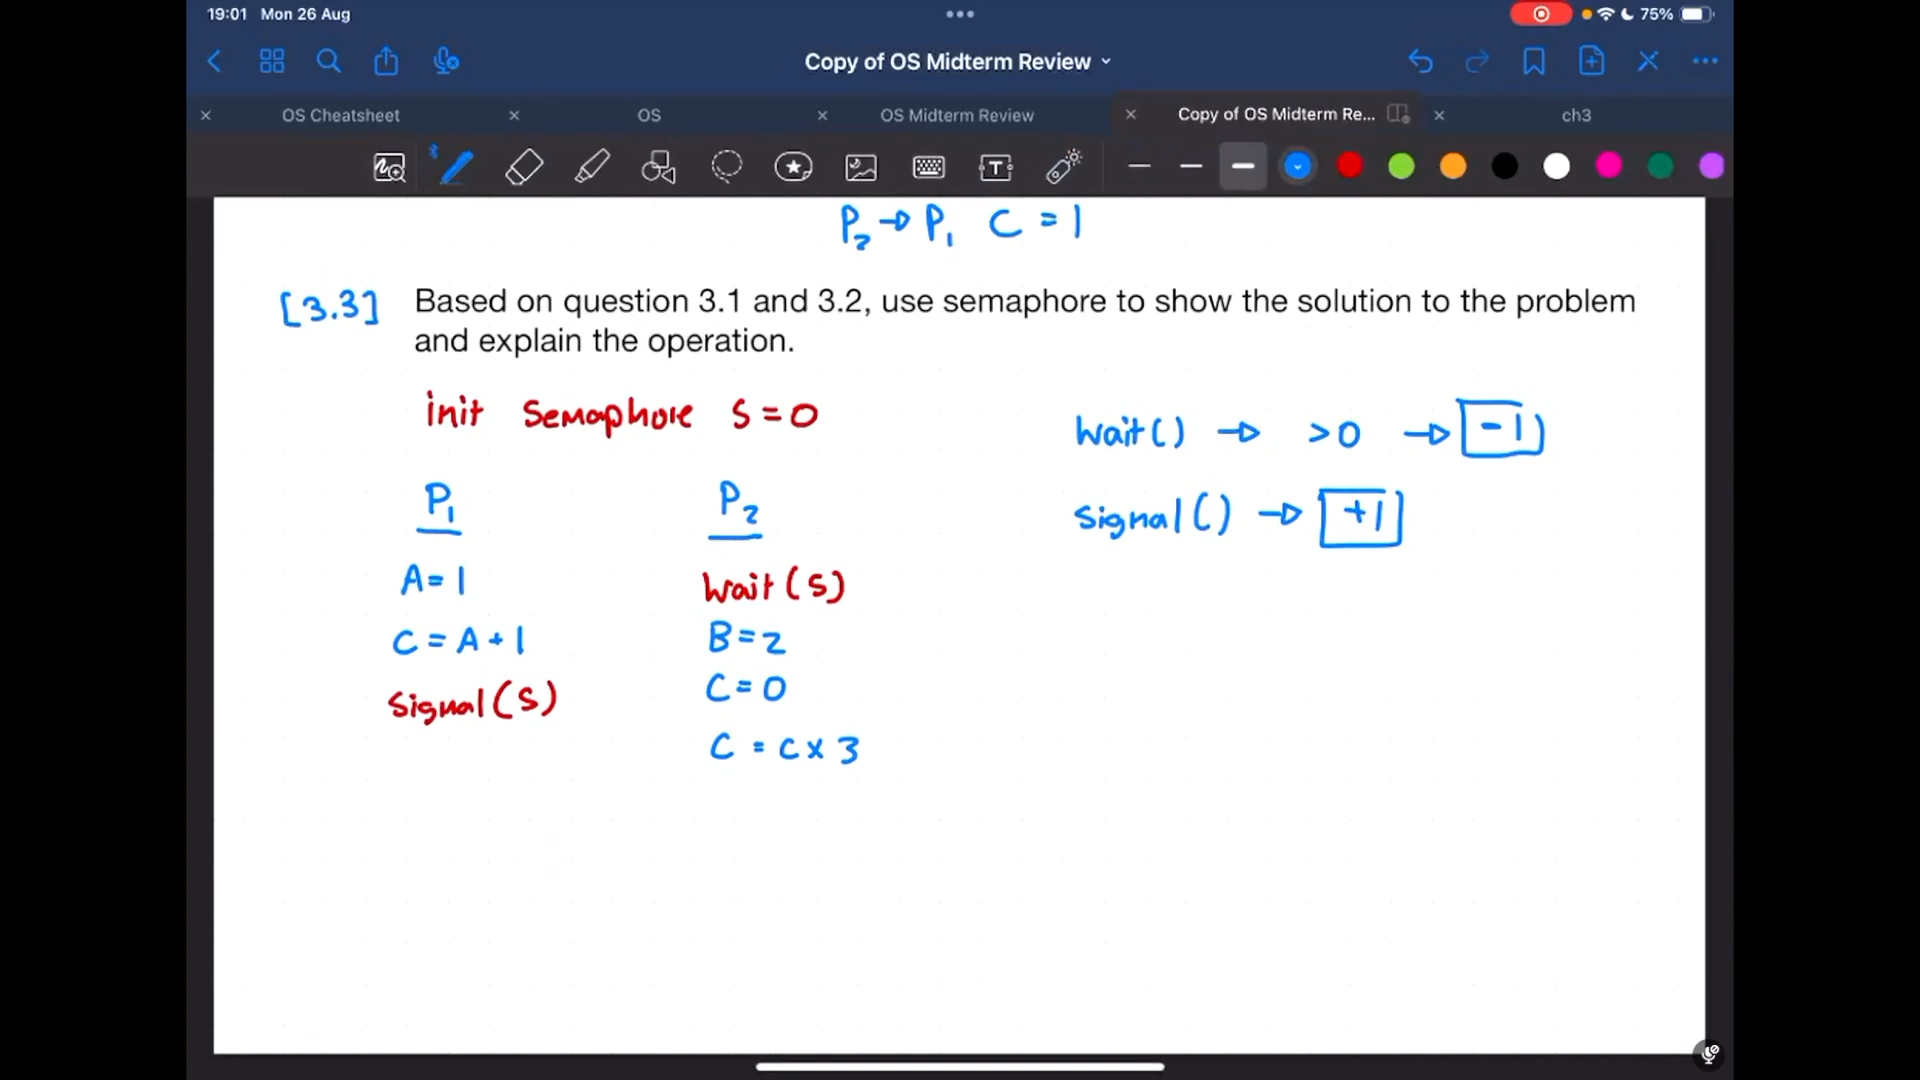 19:01 Mon 26 Aug
75%
Copy of OS Midterm Review
OS Cheatsheet
OS
OS Midterm Review
Copy of OS Midterm Re...
ch3
P₂ → P₁ C = 1
[3.3] Based on question 3.1 and 3.2, use semaphore to show the solution to the problem
and explain the operation.
init Semaphore S = 0
P₁
A = 1
C = A + 1
Signal(S)
P₂
Wait(S)
B = 2
C = 0
C = C x 3
Wait() → >0 → -1
Signal() → +1